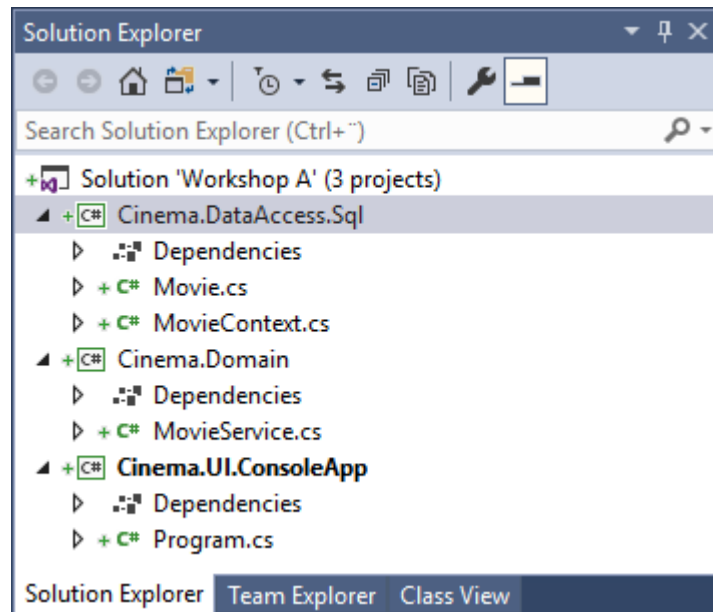 Solution Explorer
Search Solution Explorer (Ctrl+¨)
Solution 'Workshop A' (3 projects)
C# Cinema.DataAccess.Sql
Dependencies
C# Movie.cs
C# MovieContext.cs
C# Cinema.Domain
Dependencies
C# MovieService.cs
C# Cinema.UI.ConsoleApp
Dependencies
C# Program.cs
Solution Explorer Team Explorer Class View